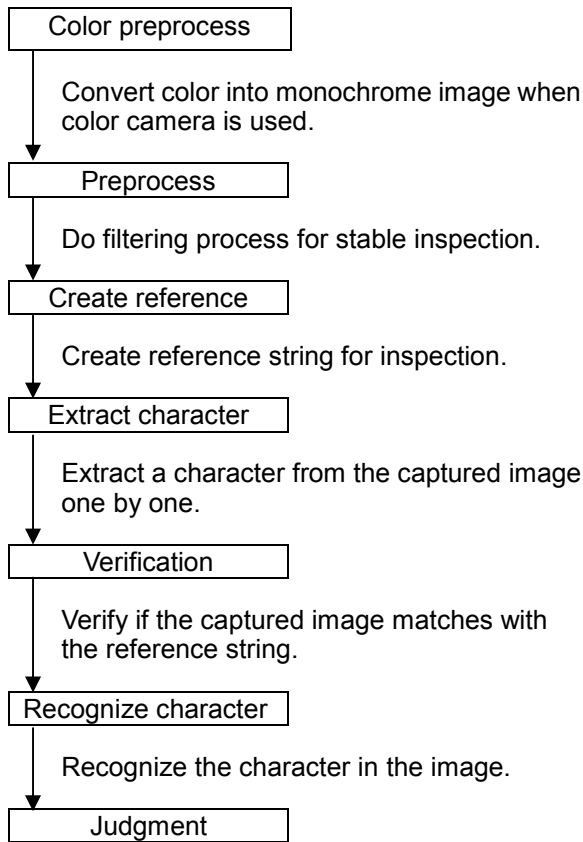 Color preprocess
Convert color into monochrome image when
color camera is used.
Preprocess
Do filtering process for stable inspection.
Create reference
Create reference string for inspection.
Extract character
Extract a character from the captured image
one by one.
Verification
Verify if the captured image matches with
the reference string.
Recognize character
Recognize the character in the image.
Judgment